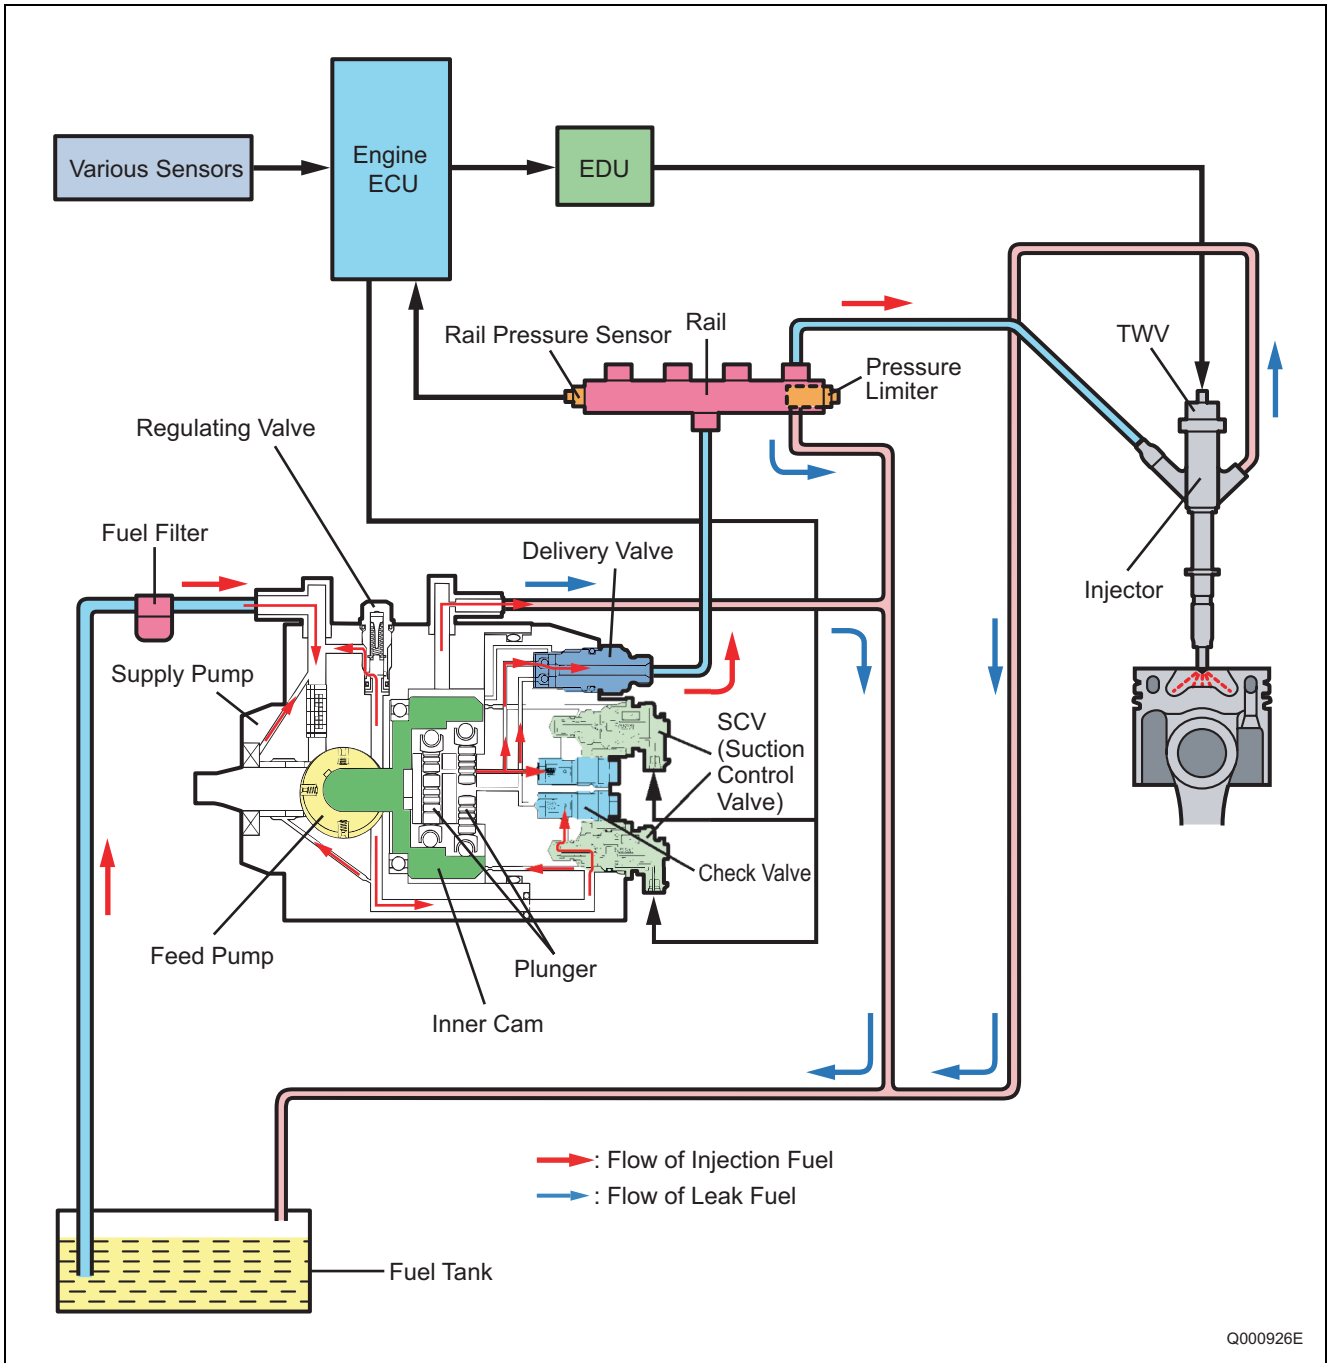 Various Sensors
Engine
ECU
EDU
Rail Pressure Sensor
Rail
TWV
Pressure
Limiter
Regulating Valve
Fuel Filter
Delivery Valve
Injector
Supply Pump
SCV
(Suction
Control
Valve)
Check Valve
Feed Pump
Plunger
Inner Cam
: Flow of Injection Fuel
: Flow of Leak Fuel
Fuel Tank
Q000926E